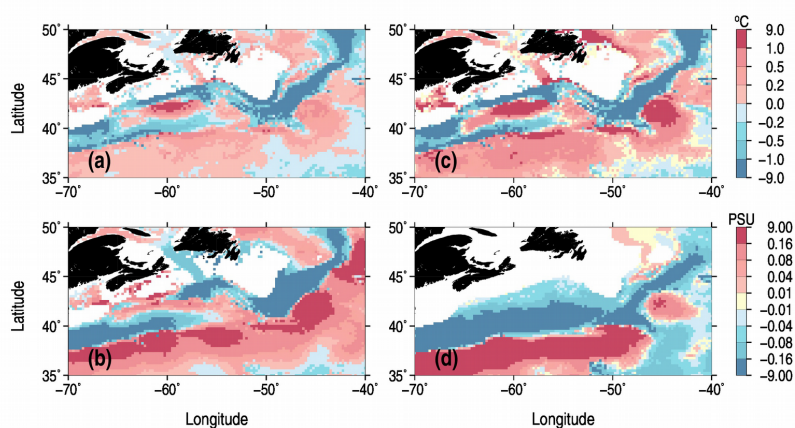 50˚
45˚
40˚
35˚
Latitude
(a)
−70˚ −60˚ −50˚ −40˚
50˚
45˚
40˚
35˚
(c)
−70˚ −60˚ −50˚ −40˚
ºC
9.0
1.0
0.5
0.2
0.0
−0.2
−0.5
−1.0
−9.0
50˚
45˚
40˚
35˚
Latitude
(b)
−70˚ −60˚ −50˚ −40˚
Longitude
50˚
45˚
40˚
35˚
(d)
−70˚ −60˚ −50˚ −40˚
Longitude
PSU
9.00
0.16
0.08
0.04
0.01
−0.01
−0.04
−0.08
−0.16
−9.00